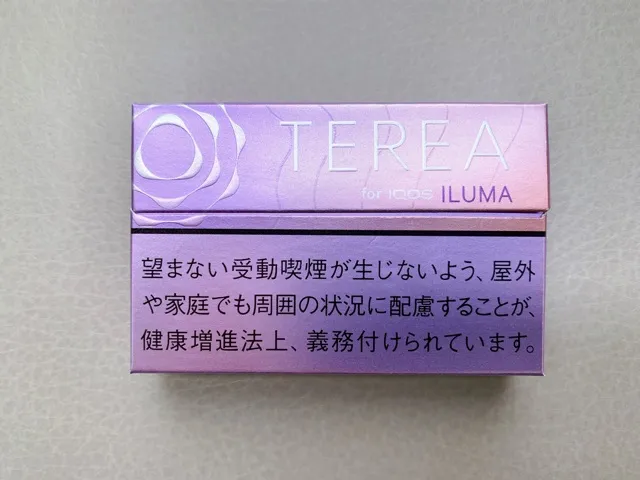 TEREA
for IQOS ILUMA
望まない受動喫煙が生じないよう、屋外
や家庭でも周囲の状況に配慮することが、
健康増進法上、義務付けられています。